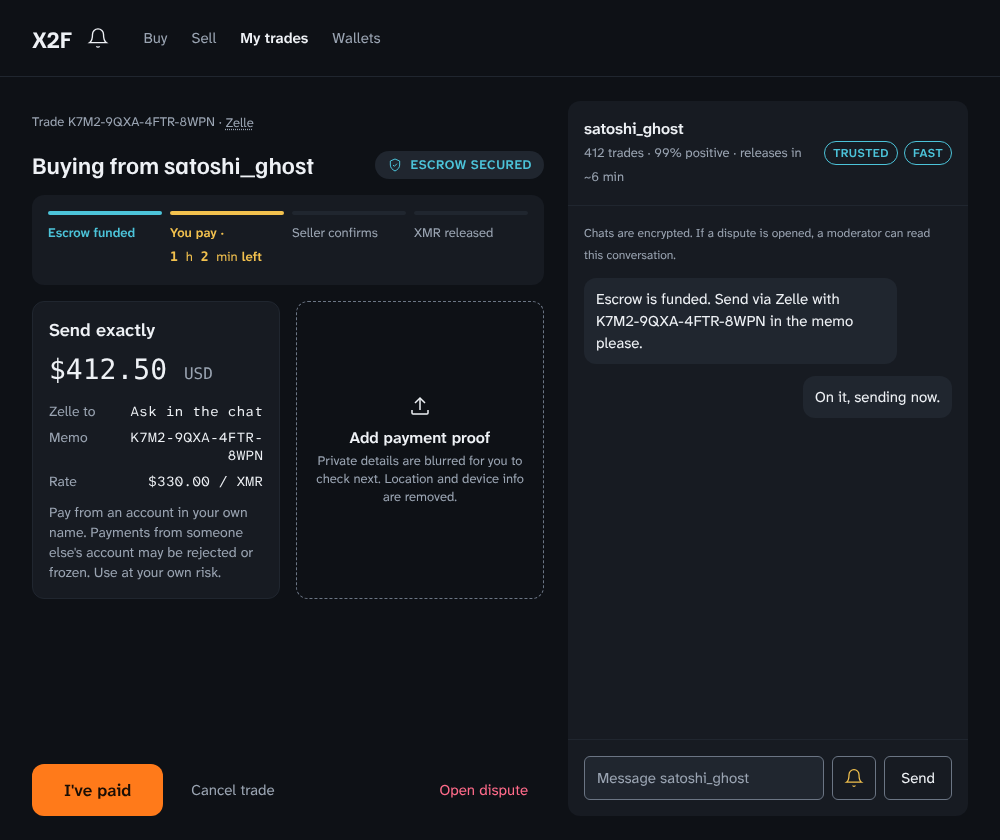 X2F
Buy
Sell
My trades
Wallets
Trade K7M2-9QXA-4FTR-8WPN · Zelle
Buying from satoshi_ghost
ESCROW SECURED
Escrow funded
You pay ·
1 h 2 min left
Seller confirms
XMR released
Send exactly
$412.50 USD
Zelle to Ask in the chat
Memo K7M2-9QXA-4FTR-
8WPN
Rate $330.00 / XMR
Pay from an account in your own
name. Payments from someone
else's account may be rejected or
frozen. Use at your own risk.
Add payment proof
Private details are blurred for you to
check next. Location and device info
are removed.
I've paid
Cancel trade
Open dispute
satoshi_ghost
412 trades · 99% positive · releases in
~6 min
TRUSTED
FAST
Chats are encrypted. If a dispute is opened, a moderator can read
this conversation.
Escrow is funded. Send via Zelle with
K7M2-9QXA-4FTR-8WPN in the memo
please.
On it, sending now.
Message satoshi_ghost
Send